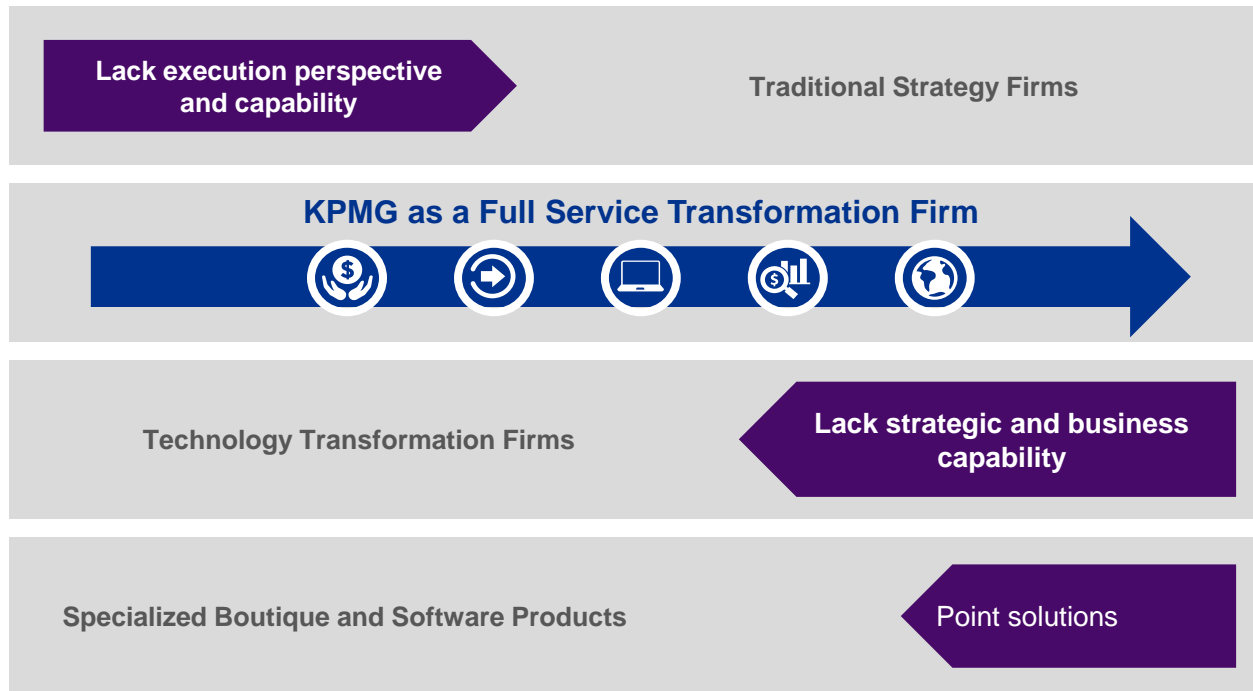 Lack execution perspective
and capability
Traditional Strategy Firms
KPMG as a Full Service Transformation Firm
$
$
Technology Transformation Firms
Lack strategic and business
capability
Specialized Boutique and Software Products
Point solutions